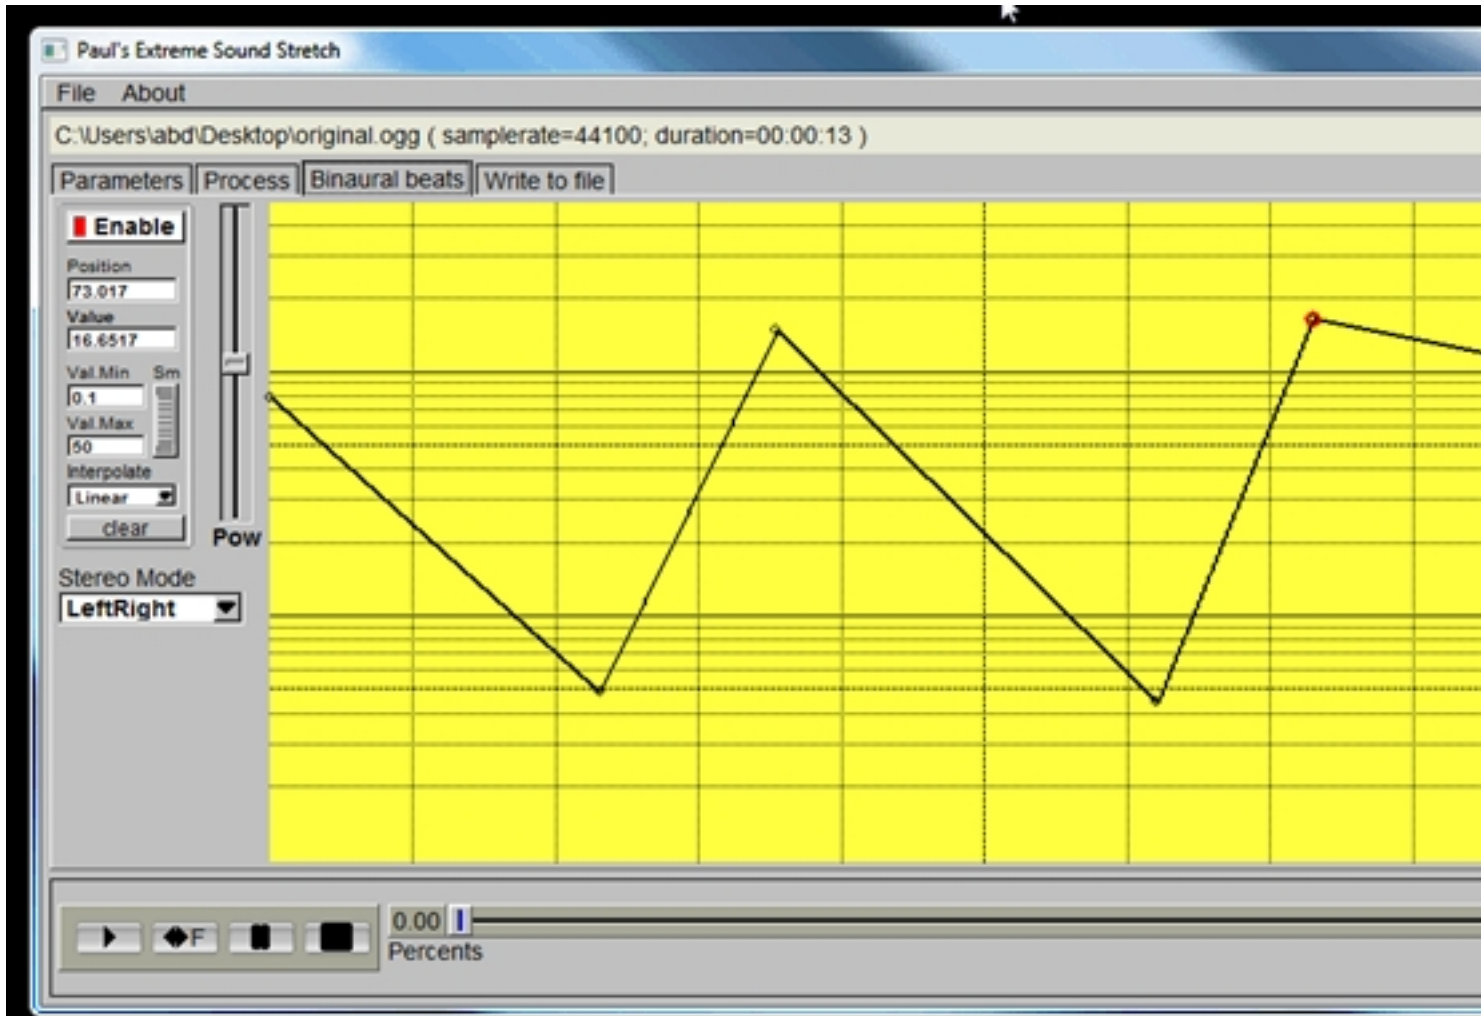 Paul's Extreme Sound Stretch
File About
C:\Users\abd\Desktop\original.ogg ( samplerate=44100; duration=00:00:13 )
Parameters Process Binaural beats Write to file
Enable
Position
73.017
Value
16.6517
Val.Min Sm
0.1
Val.Max
50
Interpolate
Linear
clear
Pow
Stereo Mode
LeftRight
F
0.00
Percents